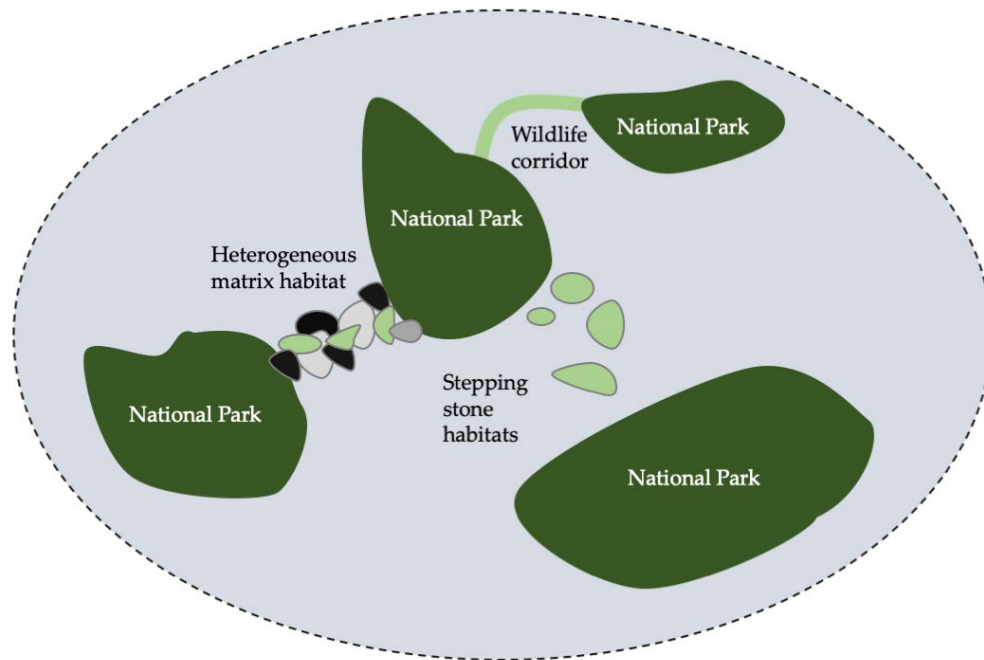 National Park
Wildlife
corridor
National Park
Heterogeneous
matrix habitat
National Park
Stepping
stone
habitats
National Park